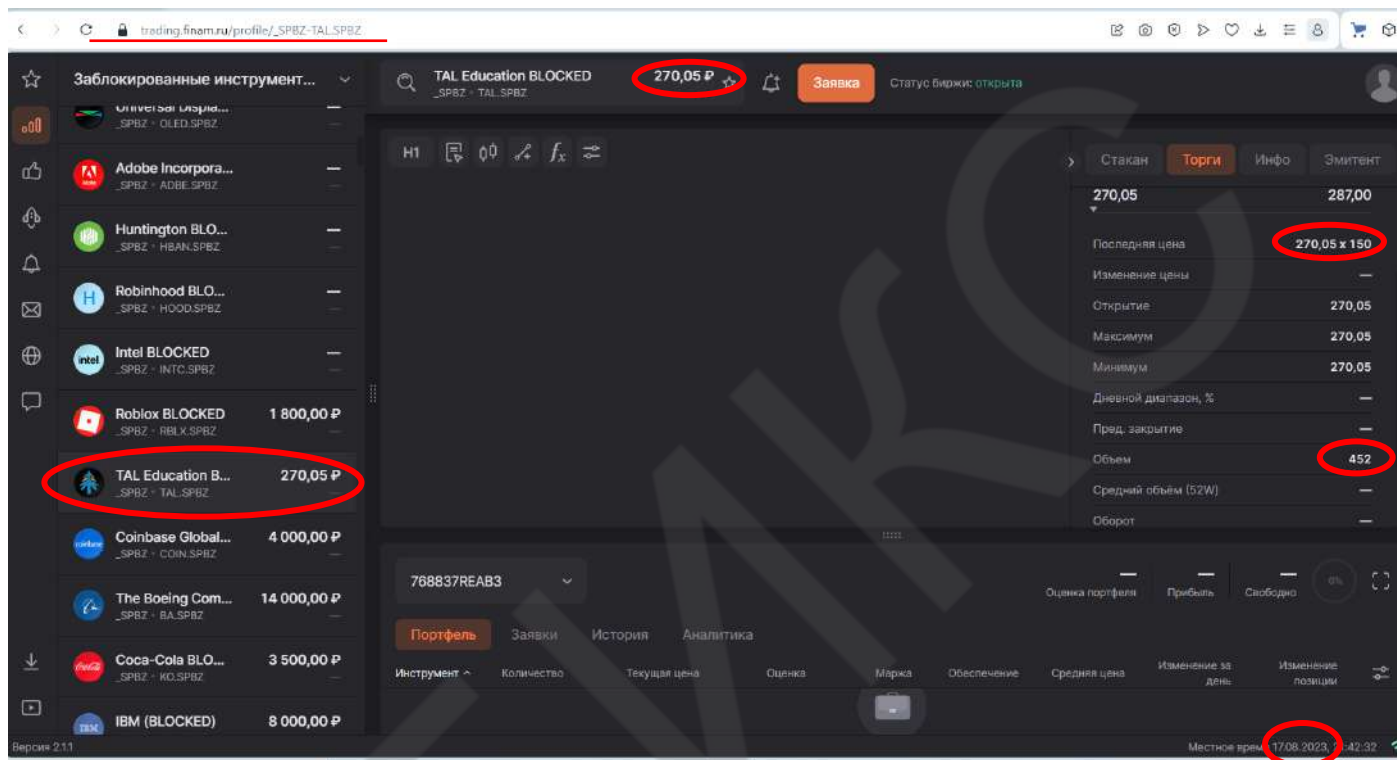 trading.finam.ru/profile/_SPBZ-TAL.SPBZ
Заблокированные инструмент...
TAL Education BLOCKED 270,05 ₽
_SPBZ · TAL.SPBZ
Заявка
Статус биржи: открыта
Universal Displa... —
_SPBZ · OLED.SPBZ —
Adobe Incorpora... —
_SPBZ · ADBE.SPBZ —
Huntington BLO... —
_SPBZ · HBAN.SPBZ —
Robinhood BLO... —
_SPBZ · HOOD.SPBZ —
Intel BLOCKED —
_SPBZ · INTC.SPBZ —
Roblox BLOCKED 1 800,00 ₽
_SPBZ · RBLX.SPBZ —
TAL Education B... 270,05 ₽
_SPBZ · TAL.SPBZ
Coinbase Global... 4 000,00 ₽
_SPBZ · COIN.SPBZ —
The Boeing Com... 14 000,00 ₽
_SPBZ · BA.SPBZ —
Coca-Cola BLO... 3 500,00 ₽
_SPBZ · KO.SPBZ —
IBM (BLOCKED) 8 000,00 ₽
H1
Стакан Торги Инфо Эмитент
270,05 287,00
Последняя цена 270,05 x 150
Изменение цены —
Открытие 270,05
Максимум 270,05
Минимум 270,05
Дневной диапазон, % —
Пред. закрытие —
Объем 452
Средний объём (52W) —
Оборот —
768837REAB3
Оценка портфеля — Прибыль — Свободно — 0%
Портфель Заявки История Аналитика
Инструмент Количество Текущая цена Оценка Маржа Обеспечение Средняя цена Изменение за день Изменение позиции
Версия 2.1.1
Местное время 17.08.2023, :42:32